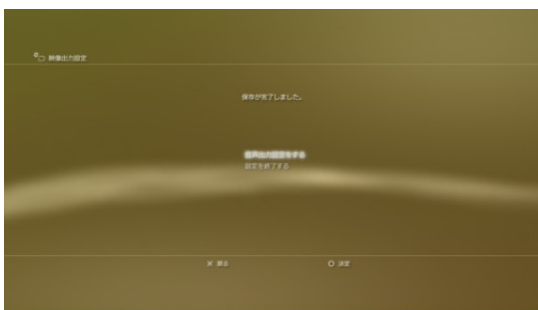 映像出力設定
保存が完了しました。
音声出力設定をする
設定を終了する
× 戻る
○ 決定